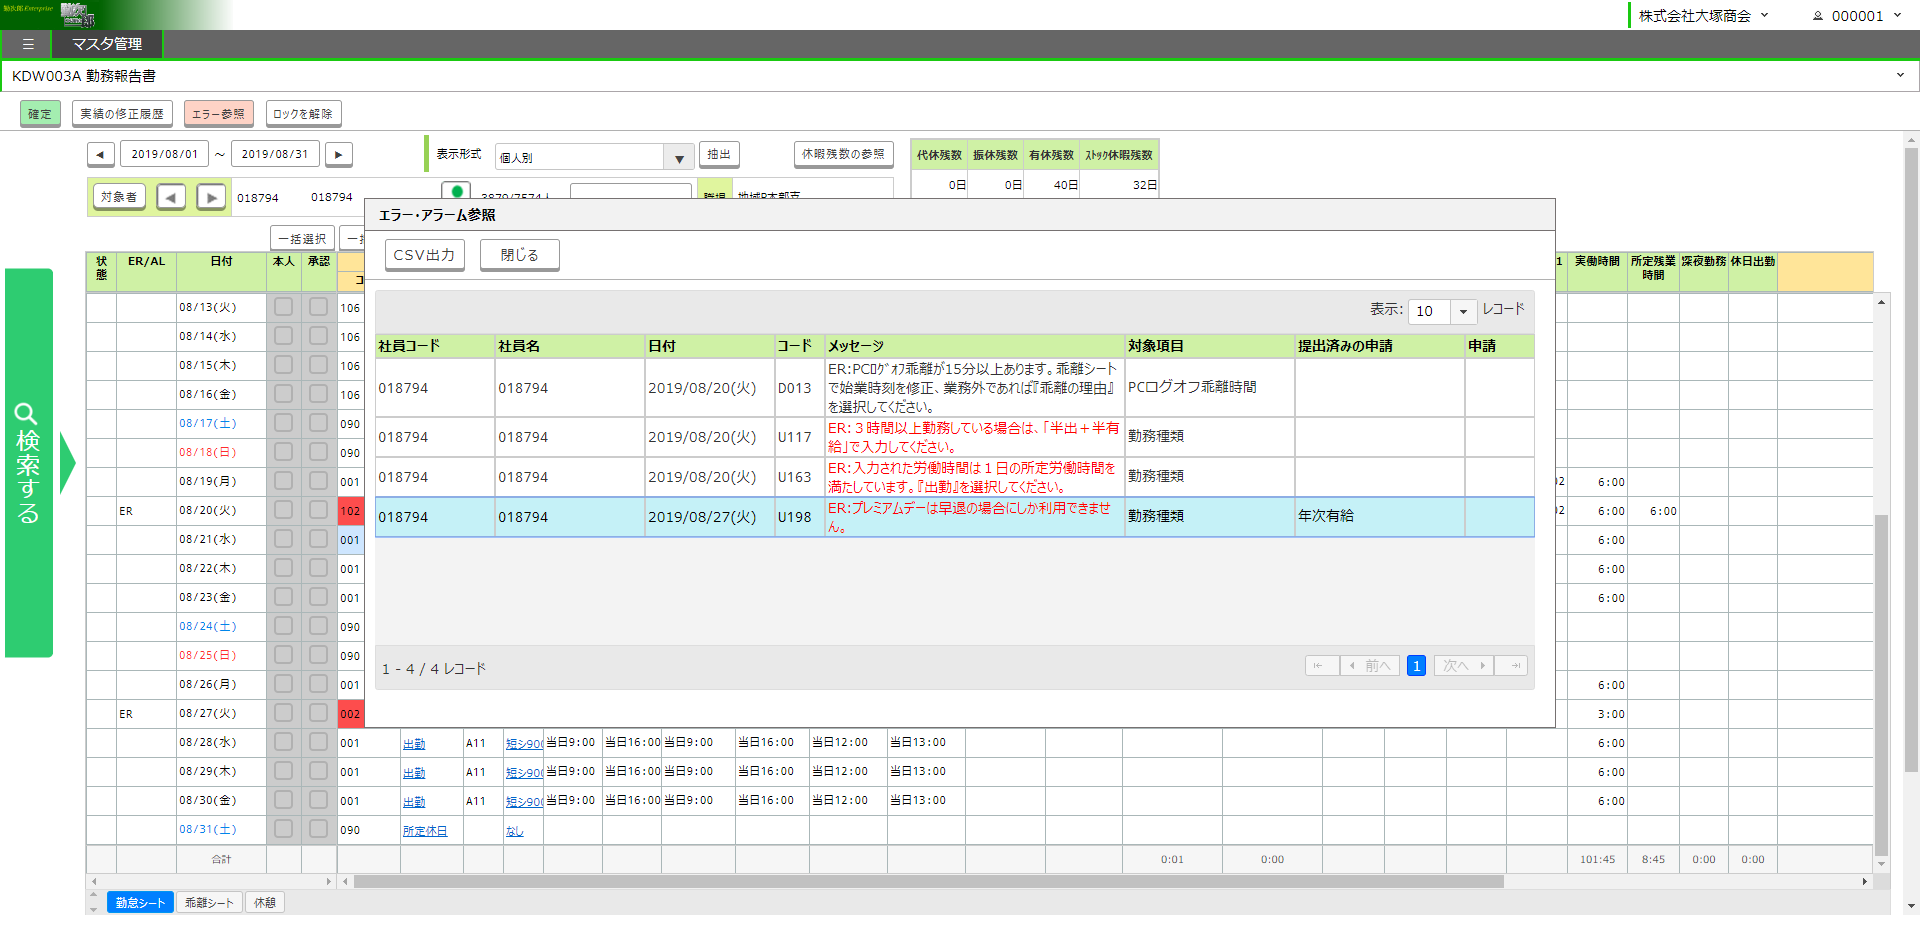 勤次郎Enterprise
株式会社大塚商会
000001
マスタ管理
KDW003A 勤務報告書
確定 実績の修正履歴 エラー参照 ロックを解除
◀ 2019/08/01 ～ 2019/08/31 ▶ 表示形式 個人別 ▼ 抽出 休暇残数の参照
代休残数 振休残数 有休残数 ｽﾄｯｸ休暇残数
0日 0日 40日 32日
対象者 ◀ ▶ 018794 018794
一括選択
エラー・アラーム参照
CSV出力 閉じる
表示: 10 レコード
社員コード 社員名 日付 コード メッセージ 対象項目 提出済みの申請 申請
018794 018794 2019/08/20(火) D013 ER:PCﾛｸﾞｵﾌ乖離が15分以上あります。乖離シート
で始業時刻を修正、業務外であれば『乖離の理由』
を選択してください。 PCログオフ乖離時間
018794 018794 2019/08/20(火) U117 ER:３時間以上勤務している場合は、「半出＋半有
給」で入力してください。 勤務種類
018794 018794 2019/08/20(火) U163 ER:入力された労働時間は１日の所定労働時間を
満たしています。『出勤』を選択してください。 勤務種類
018794 018794 2019/08/27(火) U198 ER:プレミアムデーは早退の場合にしか利用できませ
ん。 勤務種類 年次有給
1 - 4 / 4 レコード
前へ 1 次へ
検索する
状態 ER/AL 日付 本人 承認 実働時間 所定残業時間 深夜勤務 休日出勤
08/13(火) 106
08/14(水) 106
08/15(木) 106
08/16(金) 106
08/17(土) 090
08/18(日) 090
08/19(月) 001 6:00
ER 08/20(火) 102 6:00 6:00
08/21(水) 001 6:00
08/22(木) 001 6:00
08/23(金) 001 6:00
08/24(土) 090
08/25(日) 090
08/26(月) 001 6:00
ER 08/27(火) 002 3:00
08/28(水) 001 出勤 A11 短シ900 当日9:00 当日16:00 当日9:00 当日16:00 当日12:00 当日13:00 6:00
08/29(木) 001 出勤 A11 短シ900 当日9:00 当日16:00 当日9:00 当日16:00 当日12:00 当日13:00 6:00
08/30(金) 001 出勤 A11 短シ900 当日9:00 当日16:00 当日9:00 当日16:00 当日12:00 当日13:00 6:00
08/31(土) 090 所定休日 なし
合計 0:01 0:00 101:45 8:45 0:00 0:00
勤怠シート 乖離シート 休憩